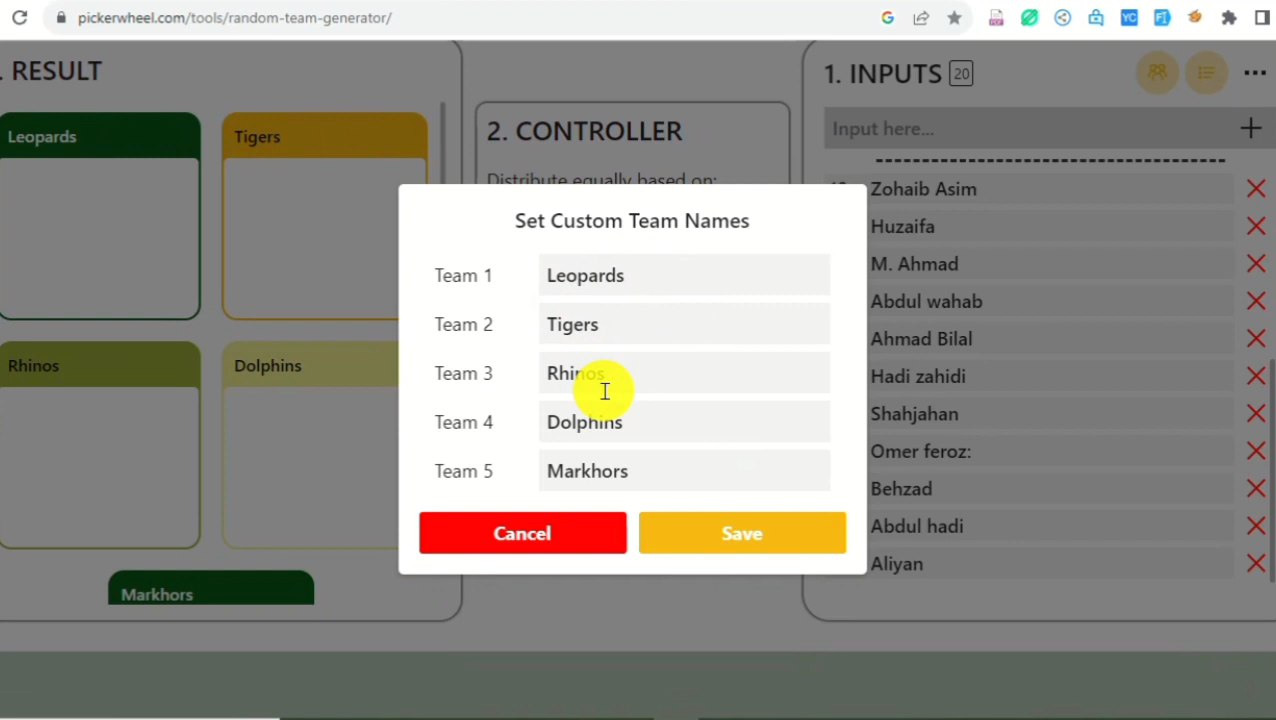 pickerwheel.com/tools/random-team-generator/
. RESULT
Leopards
Tigers
Rhinos
Dolphins
Markhors
2. CONTROLLER
Distribute equally based on:
Set Custom Team Names
Team 1 Leopards
Team 2 Tigers
Team 3 Rhinos
Team 4 Dolphins
Team 5 Markhors
Cancel Save
1. INPUTS 20
Input here...
Zohaib Asim
Huzaifa
M. Ahmad
Abdul wahab
Ahmad Bilal
Hadi zahidi
Shahjahan
Omer feroz:
Behzad
Abdul hadi
Aliyan